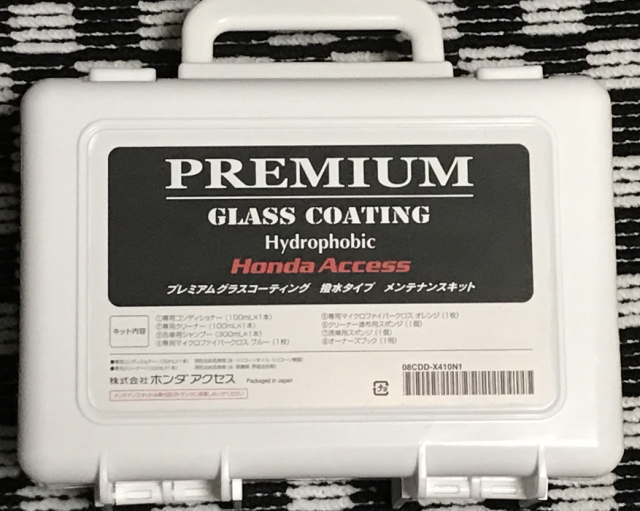 PREMIUM
GLASS COATING
Hydrophobic
Honda Access
プレミアムグラスコーティング 撥水タイプ メンテナンスキット
キット内容
①専用コンディショナー(100mL×1本)
②専用クリーナー(100mL×1本)
③白車用シャンプー(300mL×1本)
④専用マイクロファイバークロス ブルー(1枚)
⑤専用マイクロファイバークロス オレンジ(1枚)
⑥クリーナー塗布用スポンジ(1個)
⑦洗車用スポンジ(1個)
⑧オーナーズブック(1冊)
株式会社ホンダアクセス Packaged in Japan
08CDD-X410N1